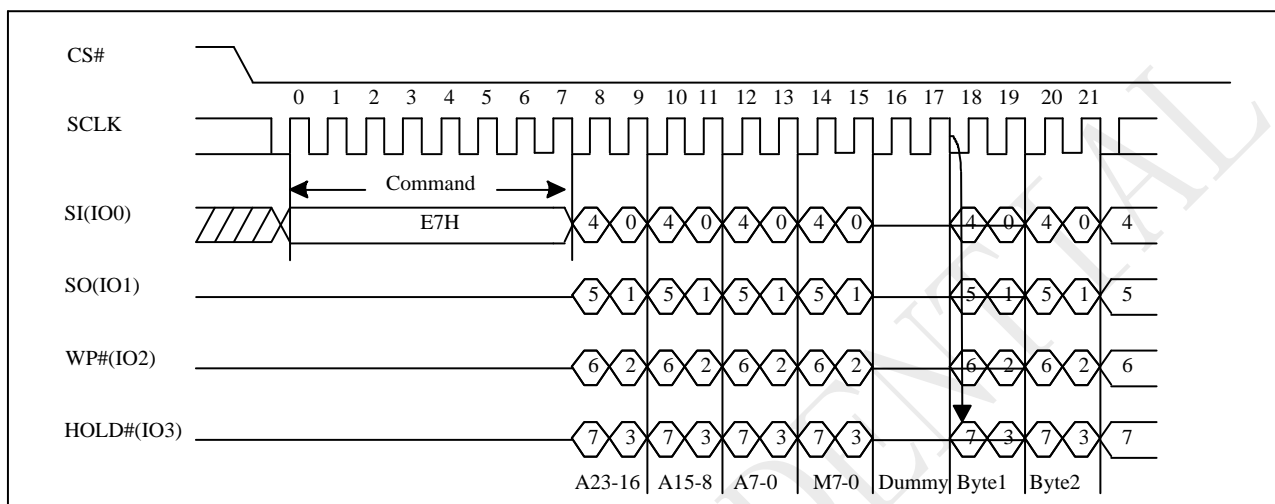 CS#
0 1 2 3 4 5 6 7 8 9 10 11 12 13 14 15 16 17 18 19 20 21
SCLK
Command
SI(IO0) E7H 4 0 4 0 4 0 4 0 4 0 4 0 4
SO(IO1) 5 1 5 1 5 1 5 1 5 1 5 1 5
WP#(IO2) 6 2 6 2 6 2 6 2 6 2 6 2 6
HOLD#(IO3) 7 3 7 3 7 3 7 3 7 3 7 3 7
A23-16 A15-8 A7-0 M7-0 Dummy Byte1 Byte2
DENTIAL